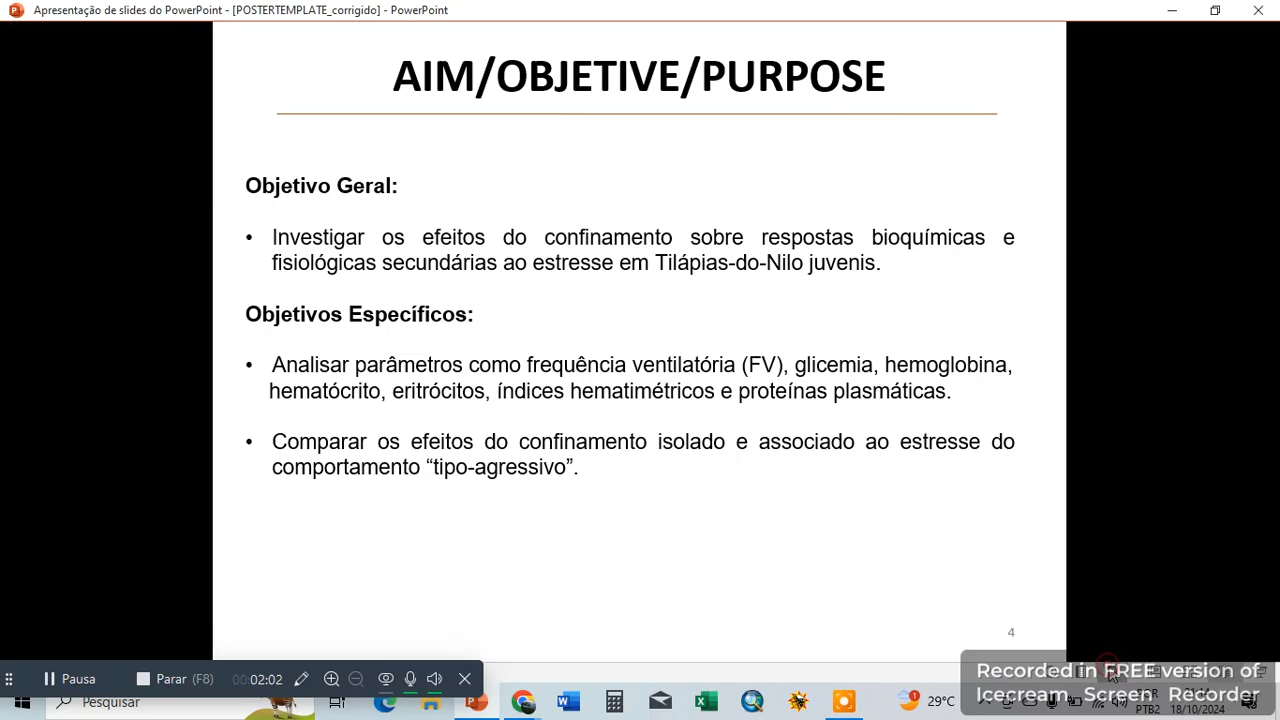 Apresentação de slides do PowerPoint - [POSTERTEMPLATE_corrigido] - PowerPoint
AIM/OBJETIVE/PURPOSE
Objetivo Geral:
• Investigar os efeitos do confinamento sobre respostas bioquímicas e
fisiológicas secundárias ao estresse em Tilápias-do-Nilo juvenis.
Objetivos Específicos:
• Analisar parâmetros como frequência ventilatória (FV), glicemia, hemoglobina,
hematócrito, eritrócitos, índices hematimétricos e proteínas plasmáticas.
• Comparar os efeitos do confinamento isolado e associado ao estresse do
comportamento “tipo-agressivo”.
4
Pausa
Parar (F8)
00:02:02
Recorded in FREE version of
Icecream Screen Recorder
Pesquisar
1
29°C
PTB2
18/10/2024